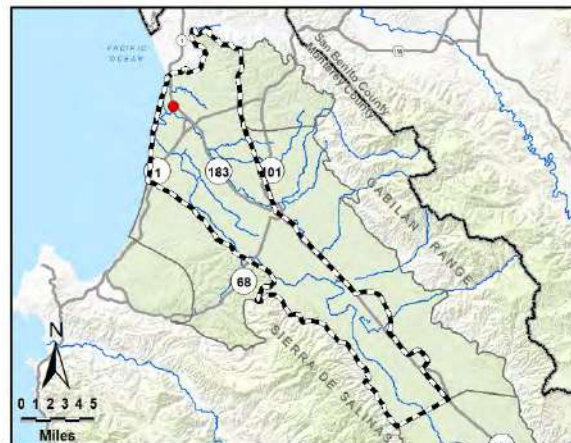 PACIFIC
OCEAN
1
San Benito County
Monterey County
1
183
101
GABILAN RANGE
68
SIERRA DE SALINAS
N
0 1 2 3 4 5
Miles